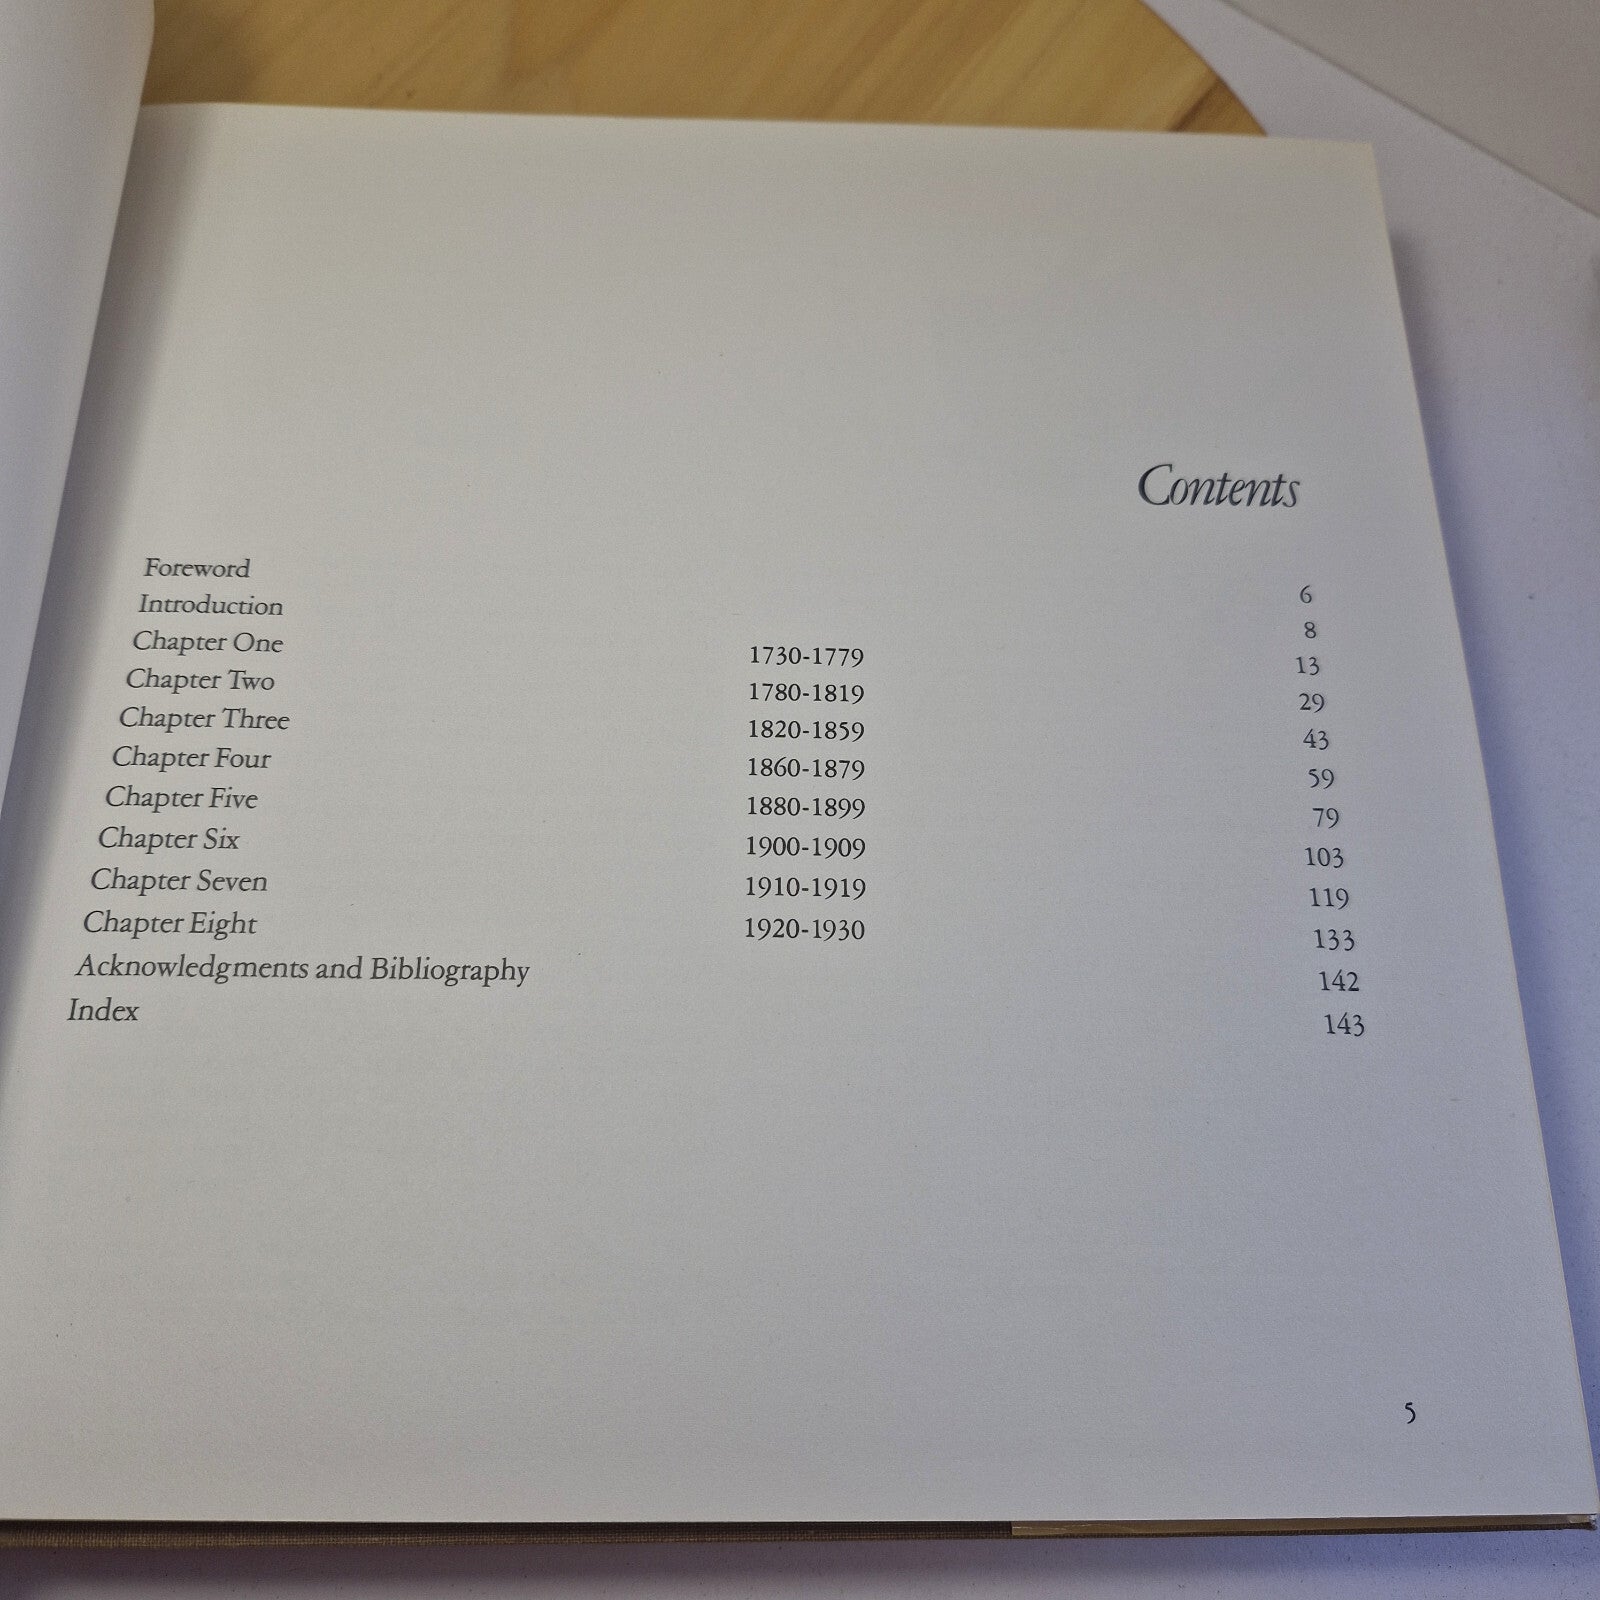 Contents
Foreword 6
Introduction 8
Chapter One 1730-1779 13
Chapter Two 1780-1819 29
Chapter Three 1820-1859 43
Chapter Four 1860-1879 59
Chapter Five 1880-1899 79
Chapter Six 1900-1909 103
Chapter Seven 1910-1919 119
Chapter Eight 1920-1930 133
Acknowledgments and Bibliography 142
Index 143
5